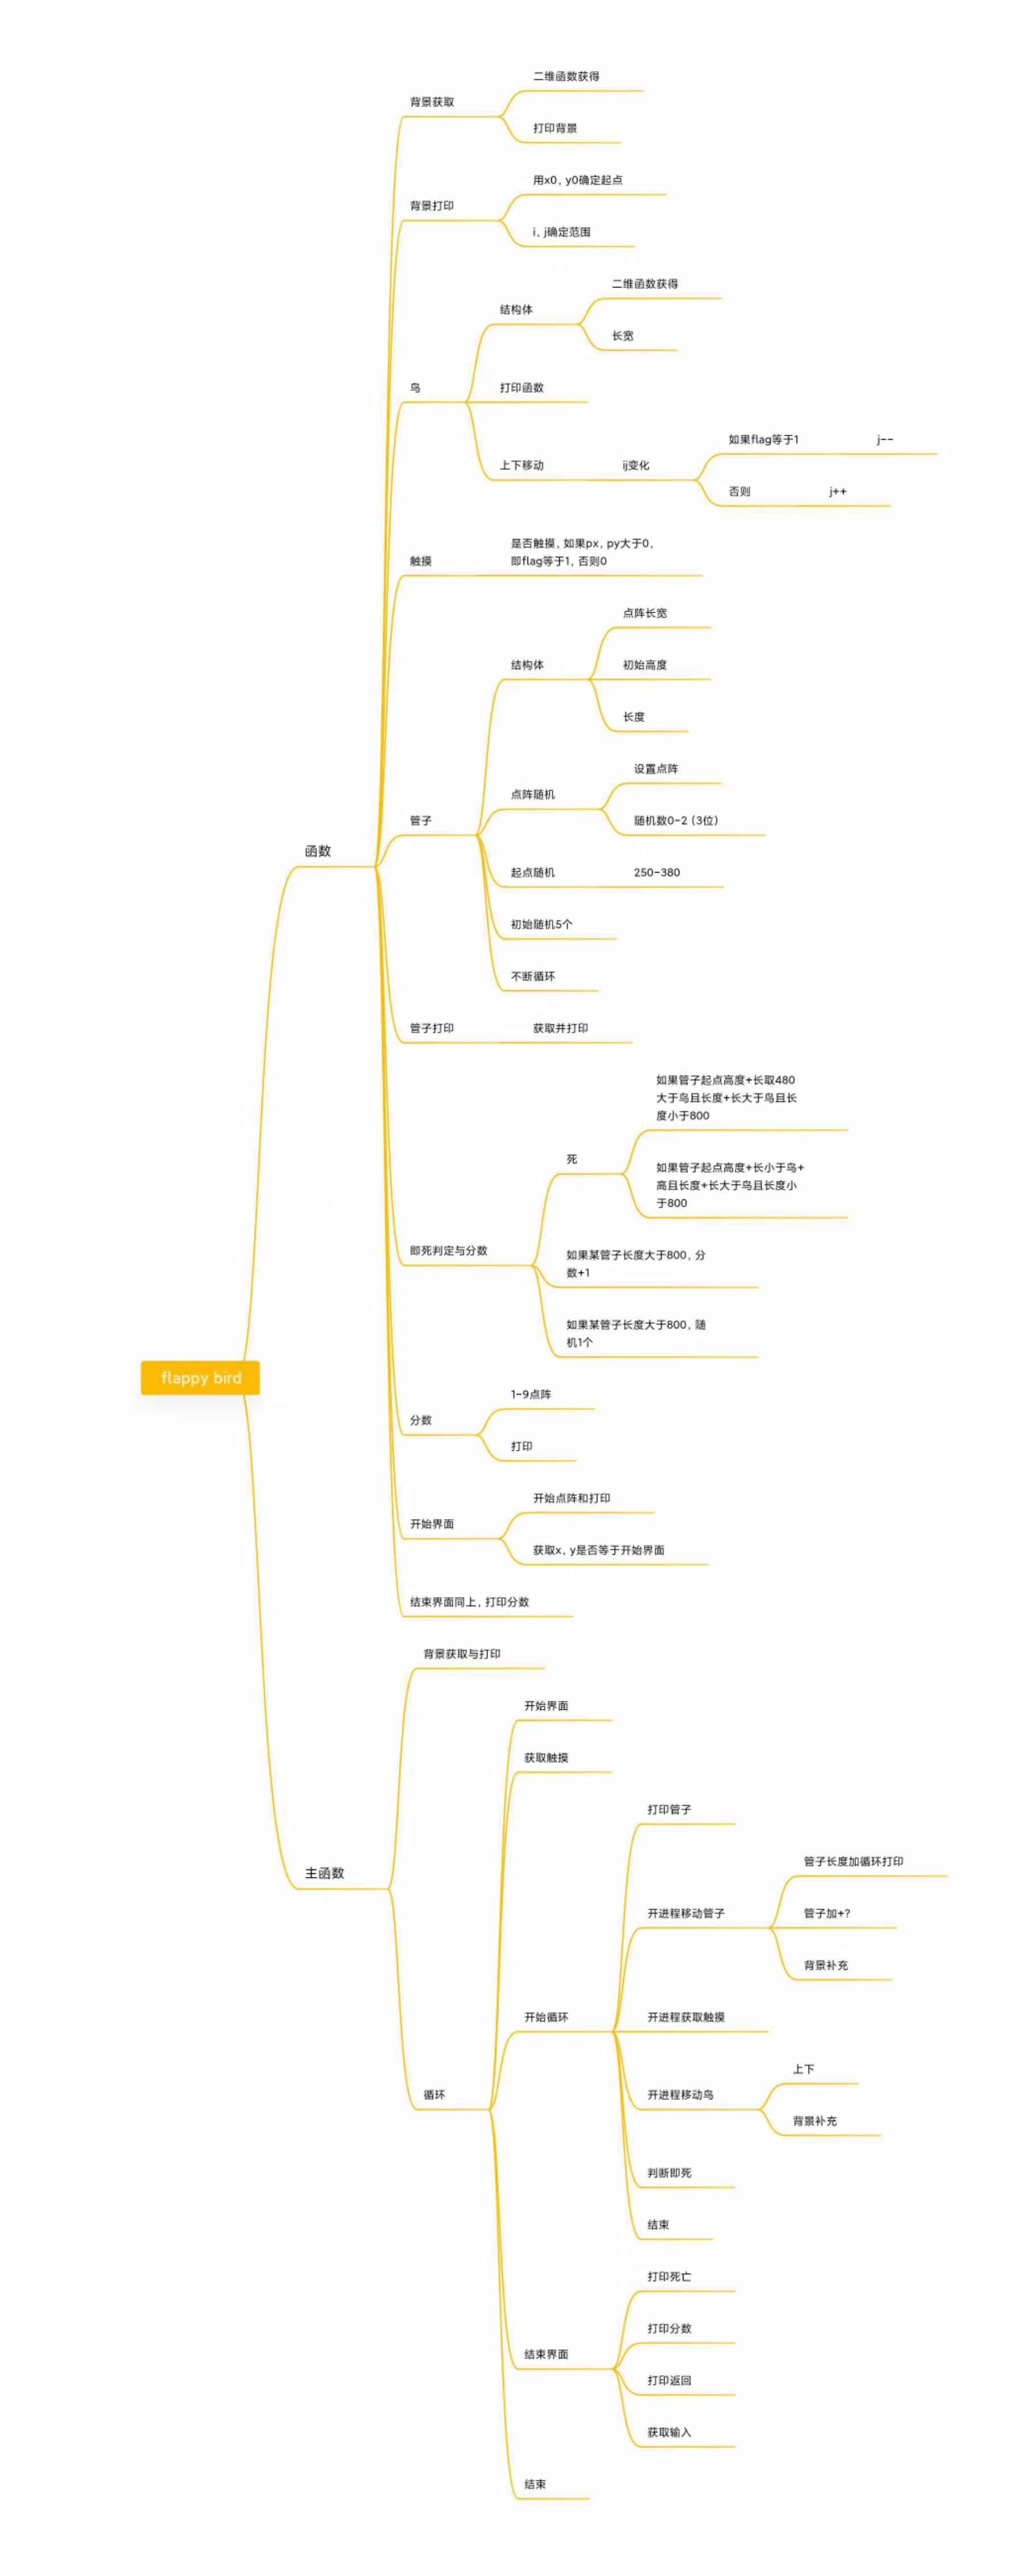 二维函数获得
背景获取
打印背景
用x0, y0确定起点
背景打印
i, j确定范围
二维函数获得
结构体
长宽
鸟
打印函数
如果flag等于1
j--
上下移动
ij变化
否则
j++
是否触摸, 如果px, py大于0,
即flag等于1, 否则0
触摸
点阵长宽
结构体
初始高度
长度
设置点阵
点阵随机
管子
随机数0-2 (3位)
函数
起点随机
250-380
初始随机5个
不断循环
管子打印
获取并打印
如果管子起点高度+长取480
大于鸟且长度+长大于鸟且长
度小于800
死
如果管子起点高度+长小于鸟+
高且长度+长大于鸟且长度小
于800
即死判定与分数
如果某管子长度大于800, 分
数+1
如果某管子长度大于800, 随
机1个
flappy bird
1-9点阵
分数
打印
开始点阵和打印
开始界面
获取x, y是否等于开始界面
结束界面同上, 打印分数
背景获取与打印
开始界面
获取触摸
打印管子
管子长度加循环打印
主函数
开进程移动管子
管子加+?
背景补充
开始循环
开进程获取触摸
上下
循环
开进程移动鸟
背景补充
判断即死
结束
打印死亡
打印分数
结束界面
打印返回
获取输入
结束